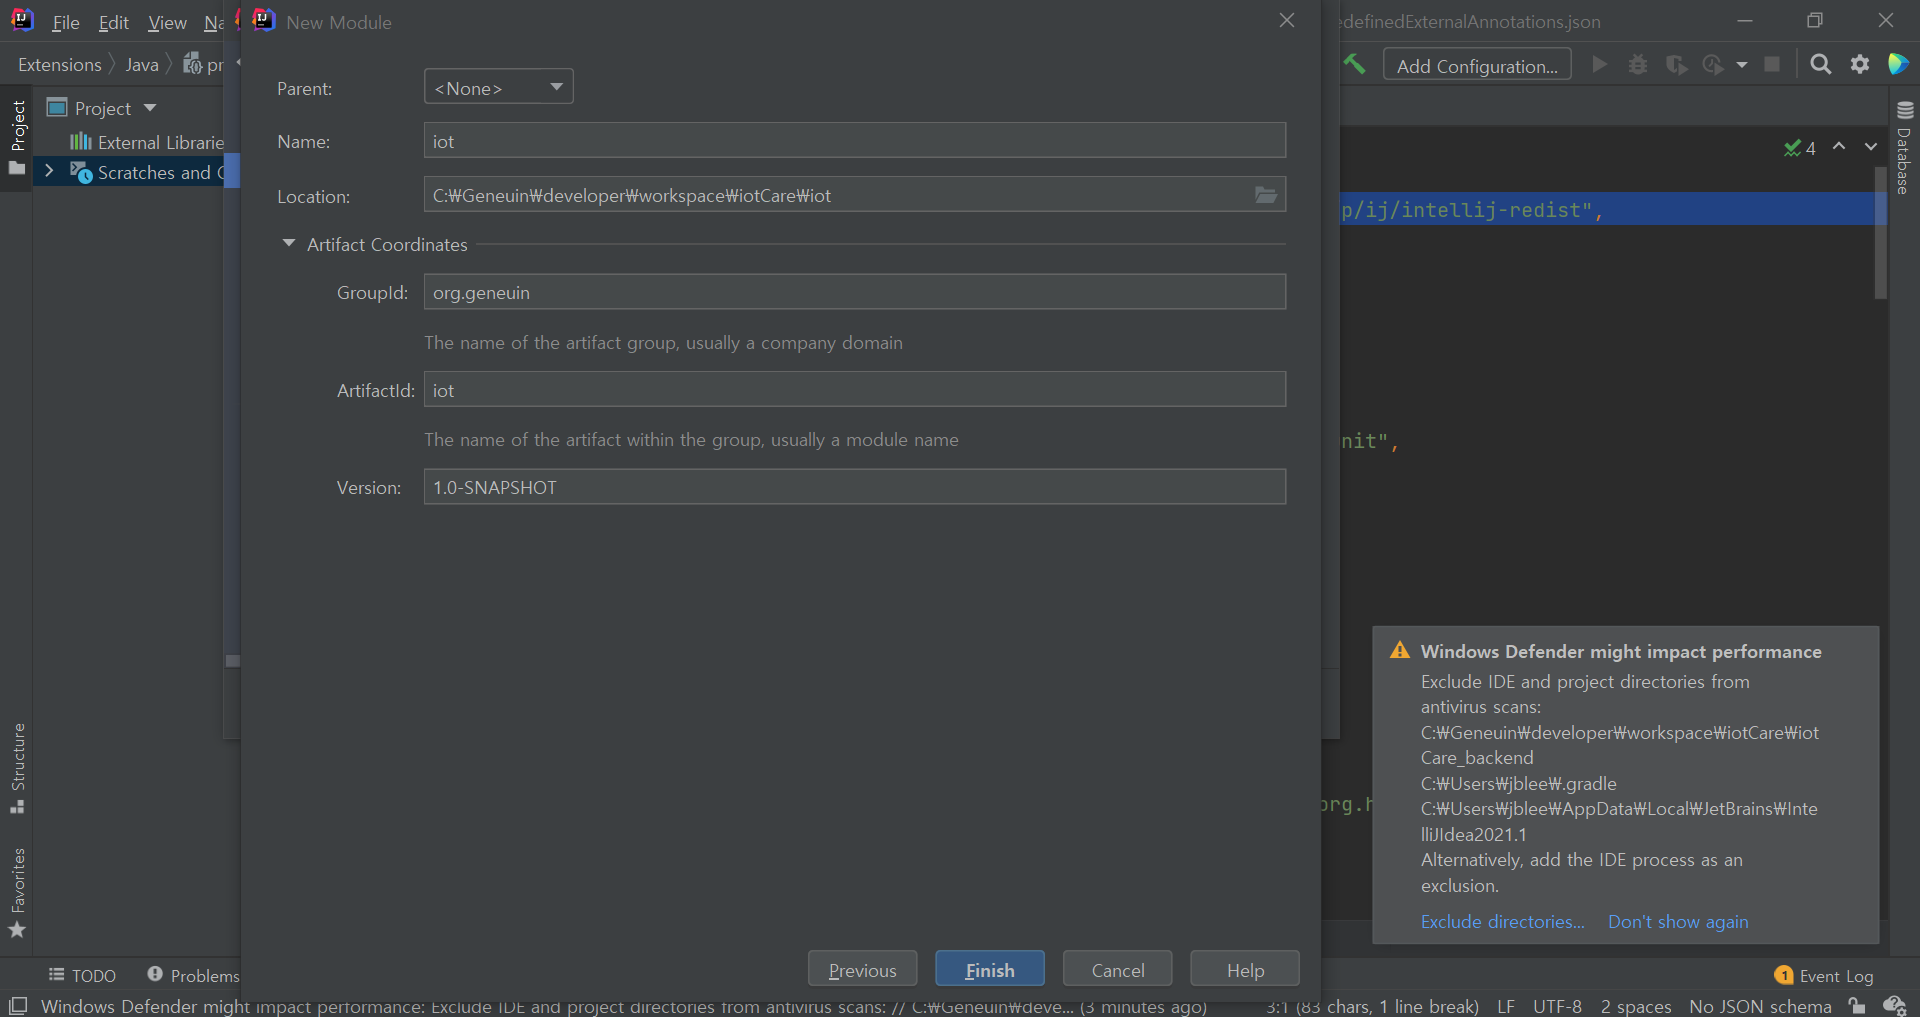 File Edit View Na
New Module
edefinedExternalAnnotations.json
Extensions Java pr
Add Configuration...
Project
Project
External Librarie
Scratches and C
Parent: <None>
Name: iot
Location: C:₩Geneuin₩developer₩workspace₩iotCare₩iot
Artifact Coordinates
GroupId: org.geneuin
The name of the artifact group, usually a company domain
ArtifactId: iot
The name of the artifact within the group, usually a module name
Version: 1.0-SNAPSHOT
4
Database
p/ij/intellij-redist",
nit",
org.h
Windows Defender might impact performance
Exclude IDE and project directories from
antivirus scans:
C:₩Geneuin₩developer₩workspace₩iotCare₩iot
Care_backend
C:₩Users₩jblee₩.gradle
C:₩Users₩jblee₩AppData₩Local₩JetBrains₩Inte
lliJIdea2021.1
Alternatively, add the IDE process as an
exclusion.
Exclude directories... Don't show again
Structure
Favorites
Previous Finish Cancel Help
TODO Problems
1 Event Log
Windows Defender might impact performance: Exclude IDE and project directories from antivirus scans: // C:₩Geneuin₩deve... (3 minutes ago) 3:1 (83 chars, 1 line break) LF UTF-8 2 spaces No JSON schema